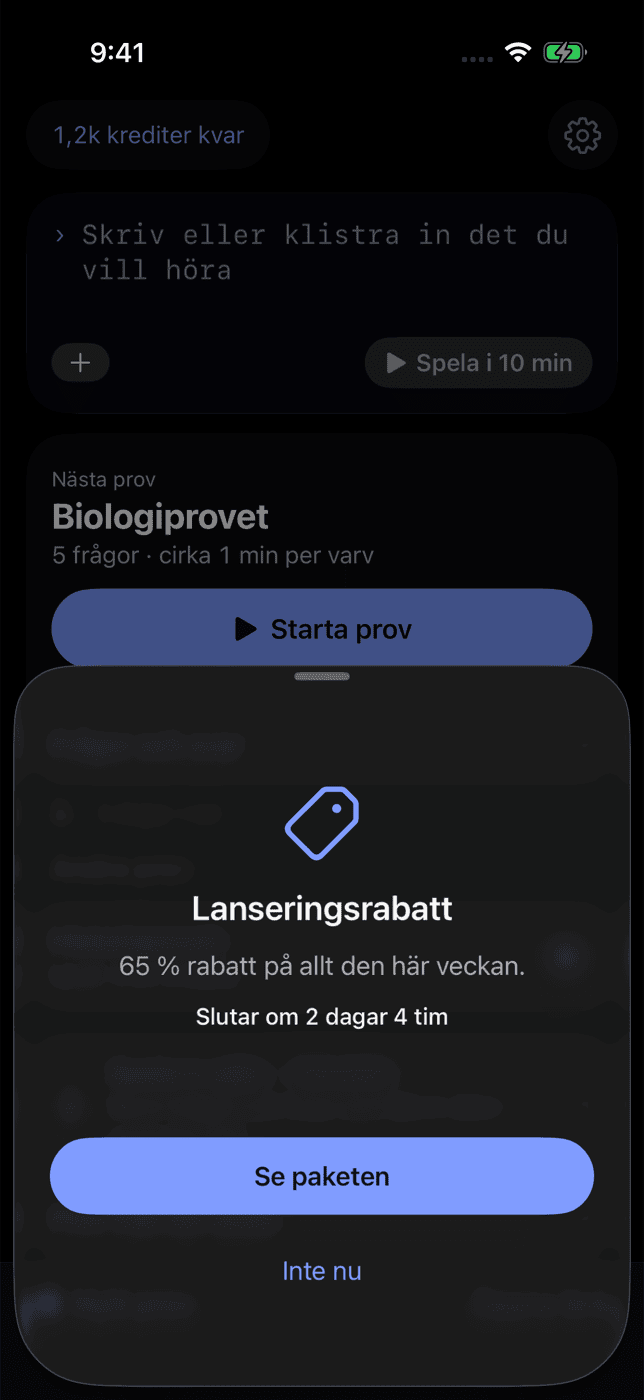 9:41
1,2k krediter kvar
› Skriv eller klistra in det du
vill höra
Spela i 10 min
Nästa prov
Biologiprovet
5 frågor · cirka 1 min per varv
Starta prov
Lanseringsrabatt
65 % rabatt på allt den här veckan.
Slutar om 2 dagar 4 tim
Se paketen
Inte nu